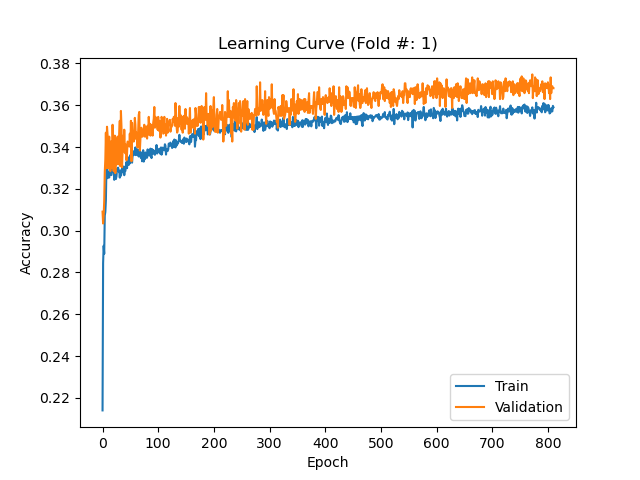 Learning Curve (Fold #: 1)
0.38
0.36
0.34
0.32
0.30
0.28
0.26
0.24
0.22
Accuracy
0 100 200 300 400 500 600 700 800
Epoch
Train
Validation